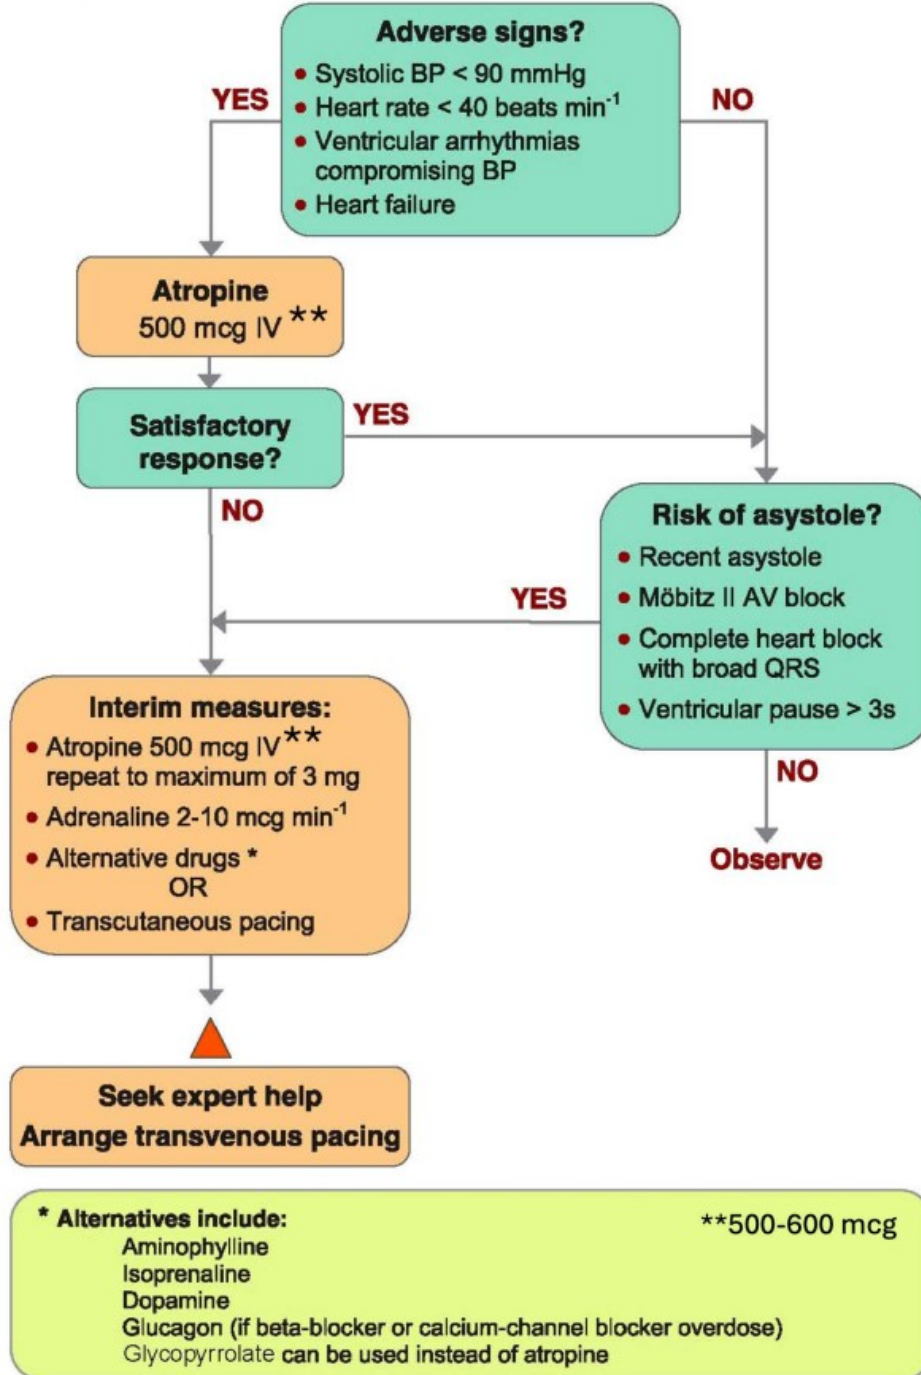 Adverse signs?
• Systolic BP < 90 mmHg
• Heart rate < 40 beats min⁻¹
• Ventricular arrhythmias
compromising BP
• Heart failure
YES
NO
Atropine
500 mcg IV **
Satisfactory
response?
YES
NO
Risk of asystole?
• Recent asystole
• Möbitz II AV block
• Complete heart block
with broad QRS
• Ventricular pause > 3s
YES
NO
Observe
Interim measures:
• Atropine 500 mcg IV **
repeat to maximum of 3 mg
• Adrenaline 2-10 mcg min⁻¹
• Alternative drugs *
OR
• Transcutaneous pacing
Seek expert help
Arrange transvenous pacing
* Alternatives include:
Aminophylline
Isoprenaline
Dopamine
Glucagon (if beta-blocker or calcium-channel blocker overdose)
Glycopyrrolate can be used instead of atropine
**500-600 mcg